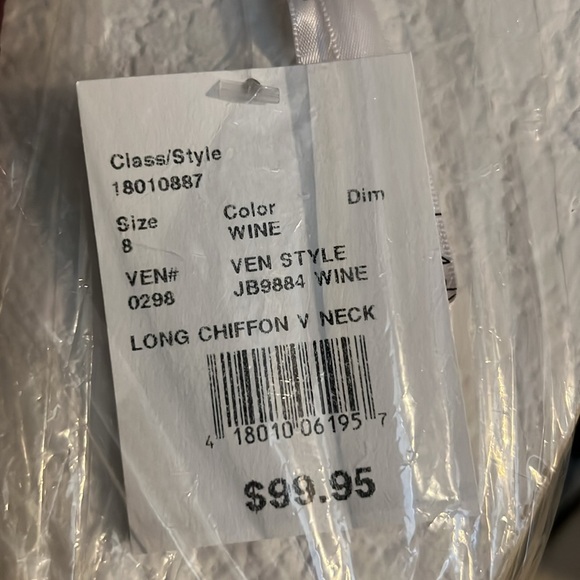 Class/Style
18010887
Size Color Dim
8 WINE
VEN# VEN STYLE
0298 JB9884 WINE
LONG CHIFFON V NECK
4 18010 06195 7
$99.95